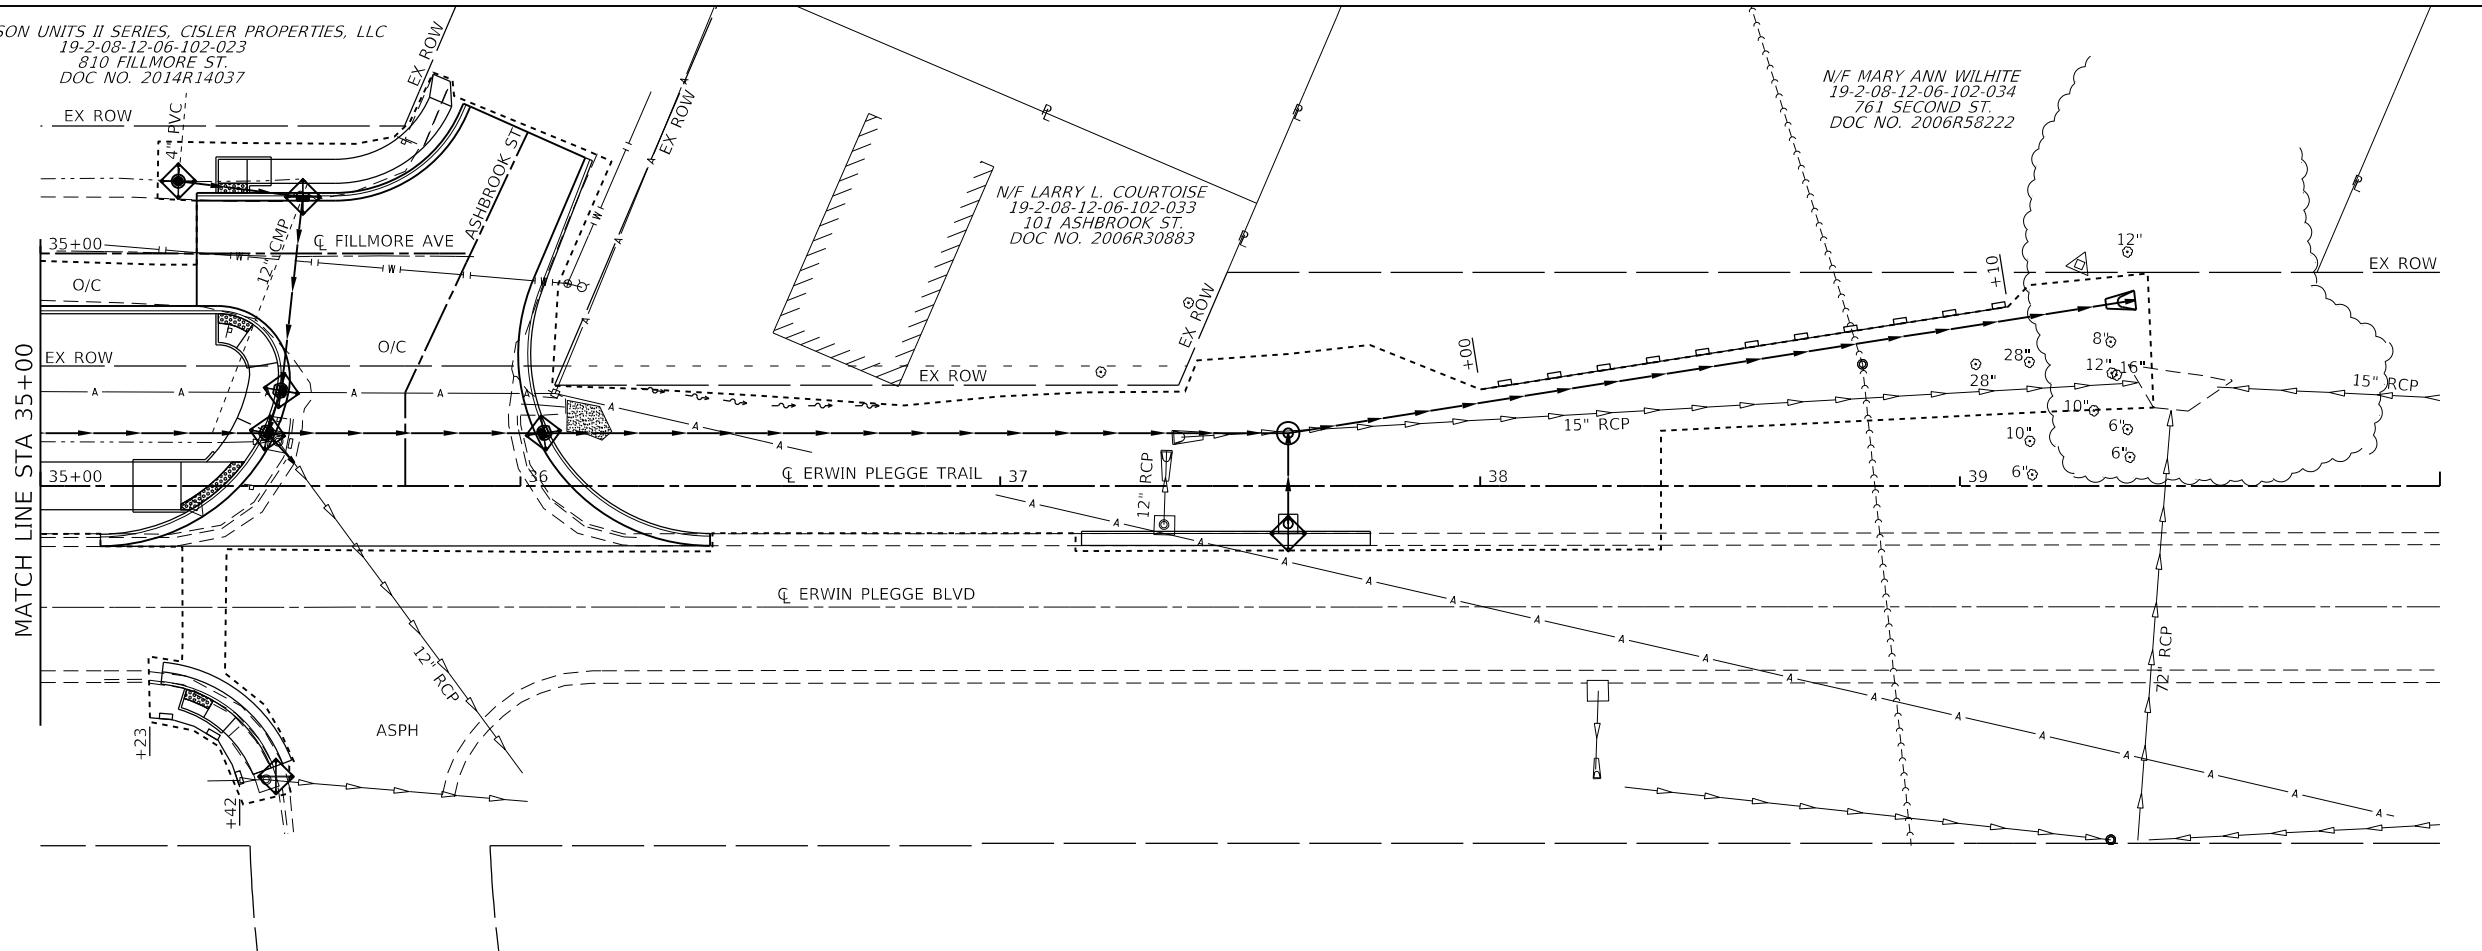 SON UNITS II SERIES, CISLER PROPERTIES, LLC
19-2-08-12-06-102-023
810 FILLMORE ST.
DOC NO. 2014R14037
EX ROW
EX ROW
4" PVC
EX ROW
ASHBROOK ST
N/F MARY ANN WILHITE
19-2-08-12-06-102-034
761 SECOND ST.
DOC NO. 2006R58222
N/F LARRY L. COURTOISE
19-2-08-12-06-102-033
101 ASHBROOK ST.
DOC NO. 2006R30883
35+00
12" CMP
℄ FILLMORE AVE
O/C
12"
EX ROW
+10
EX ROW
MATCH LINE STA 35+00
EX ROW
O/C
EX ROW
+00
8"
28"
12"
16"
28"
15" RCP
10"
15" RCP
6"
10"
6"
6"
35+00
36
℄ ERWIN PLEGGE TRAIL
37
12" RCP
38
39
℄ ERWIN PLEGGE BLVD
12" RCP
72" RCP
ASPH
+23
+42